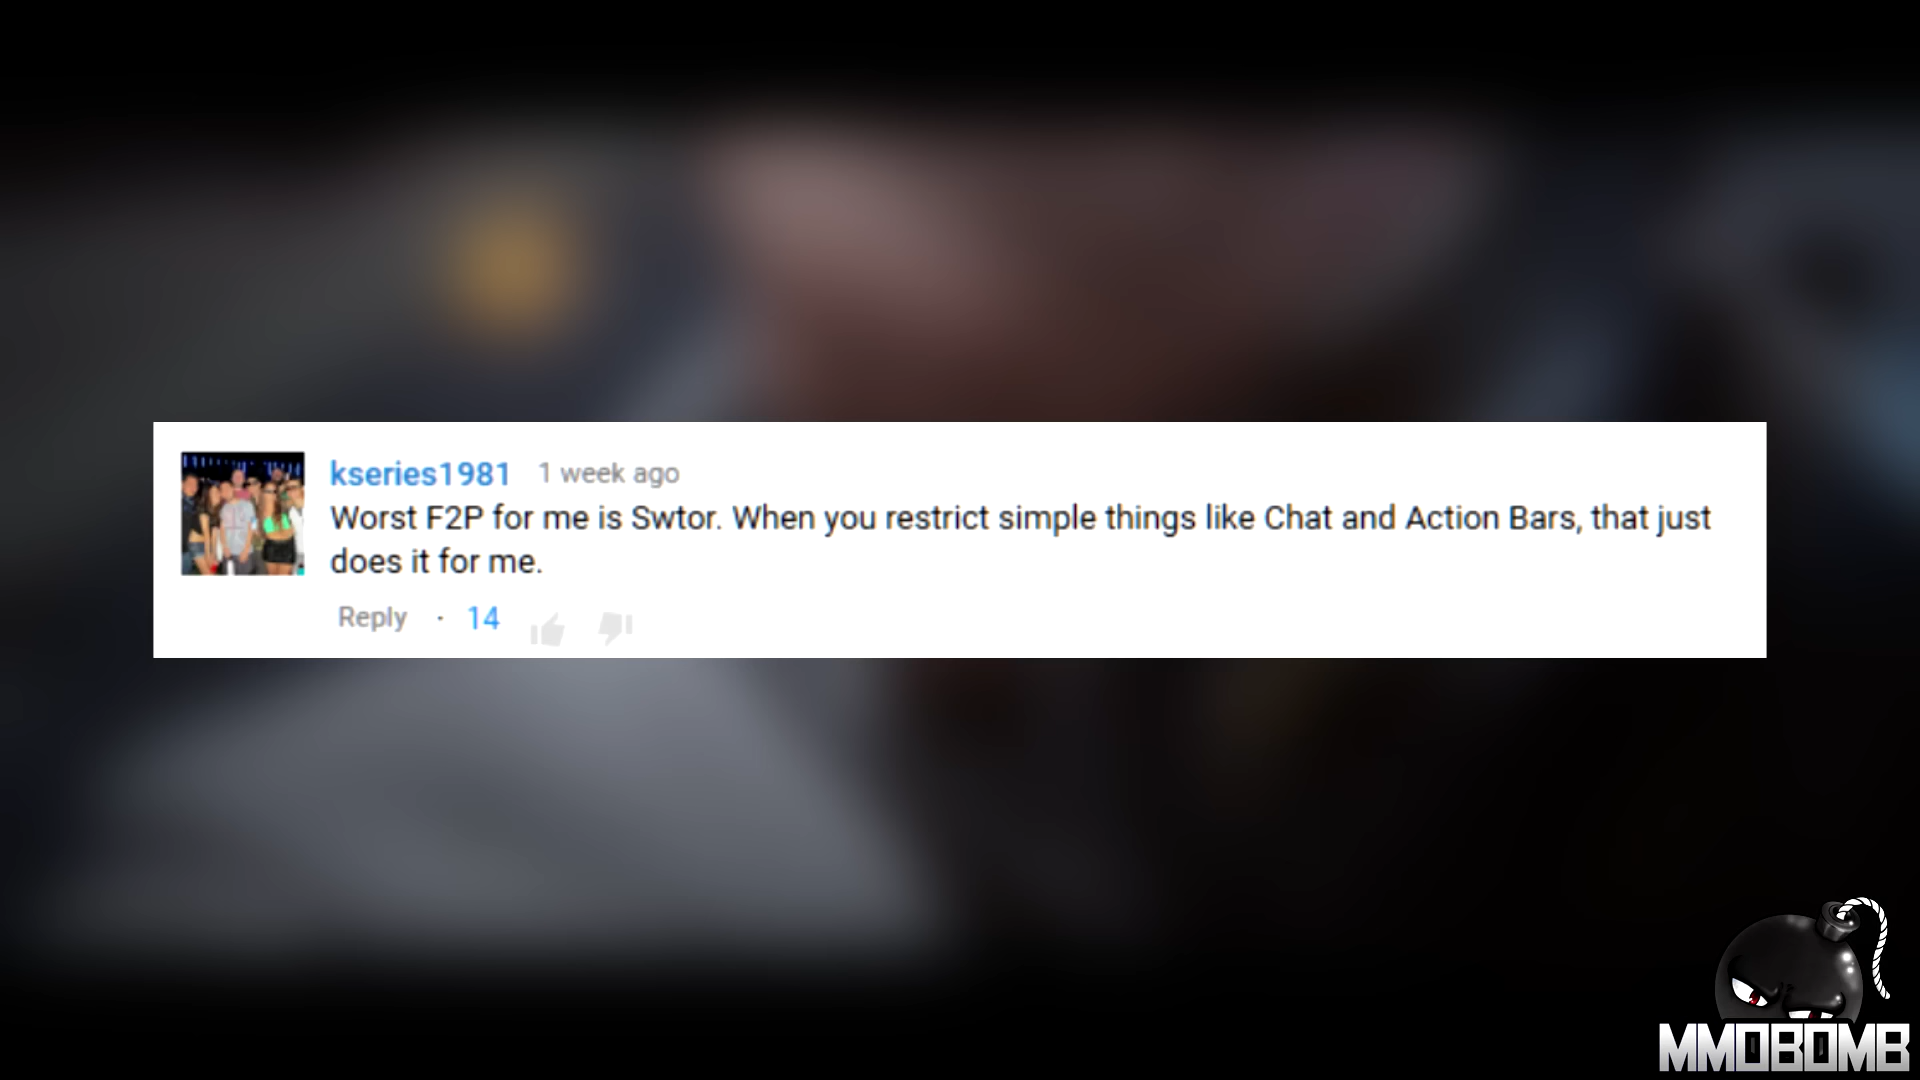 kseries1981 1 week ago
Worst F2P for me is Swtor. When you restrict simple things like Chat and Action Bars, that just
does it for me.
Reply · 14
MMOBOMB